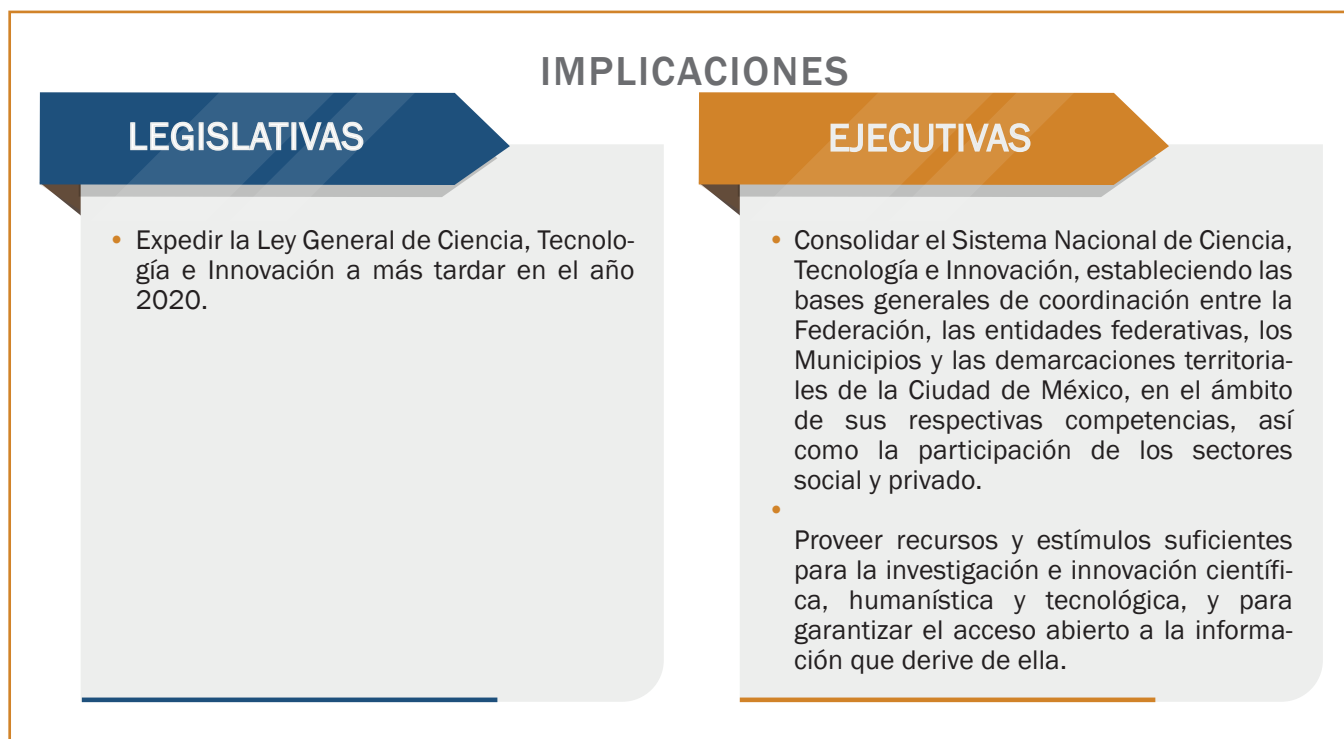 IMPLICACIONES
LEGISLATIVAS
• Expedir la Ley General de Ciencia, Tecnolo-
gía e Innovación a más tardar en el año
2020.
EJECUTIVAS
• Consolidar el Sistema Nacional de Ciencia,
Tecnología e Innovación, estableciendo las
bases generales de coordinación entre la
Federación, las entidades federativas, los
Municipios y las demarcaciones territoria-
les de la Ciudad de México, en el ámbito
de sus respectivas competencias, así
como la participación de los sectores
social y privado.
•
Proveer recursos y estímulos suficientes
para la investigación e innovación científi-
ca, humanística y tecnológica, y para
garantizar el acceso abierto a la informa-
ción que derive de ella.